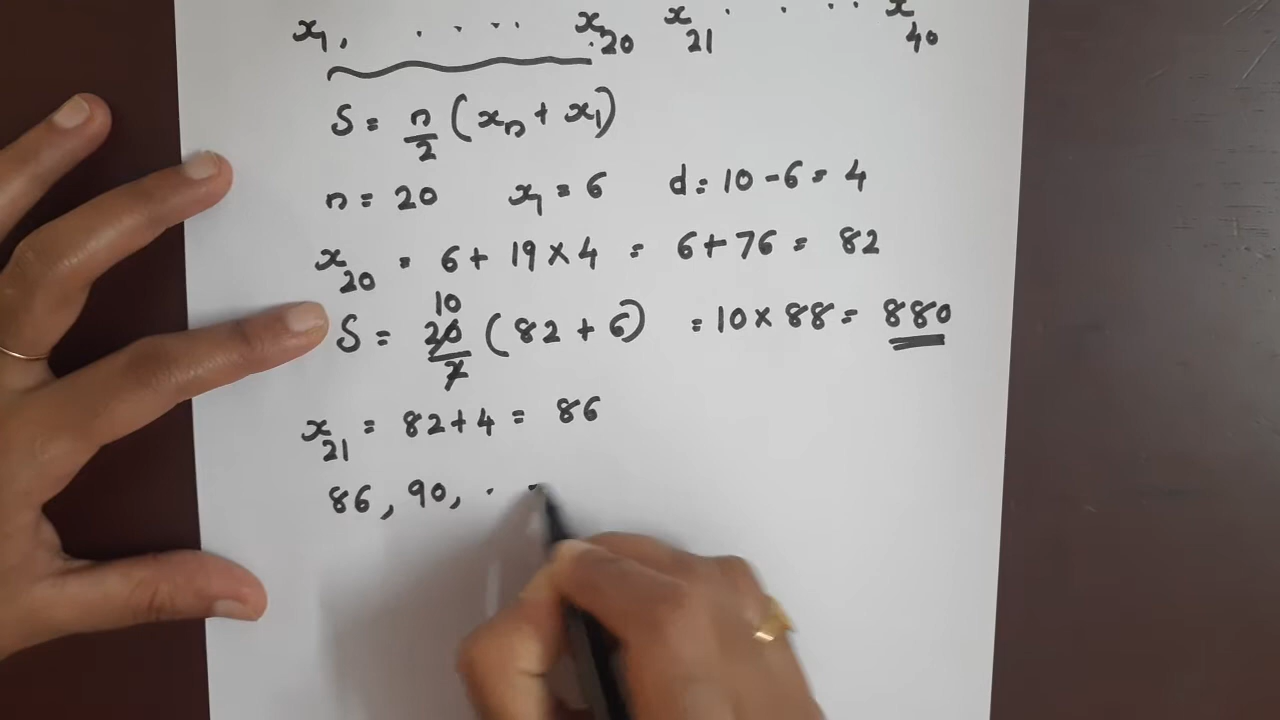 x₁, . . . . . x₂₀ x₂₁ . . . . x₄₀
S = n/2 (xₙ + x₁)
n = 20 x₁ = 6 d = 10 - 6 = 4
x₂₀ = 6 + 19 × 4 = 6 + 76 = 82
10
S = 20/2 (82 + 6) = 10 × 88 = 880
x₂₁ = 82 + 4 = 86
86, 90, . .